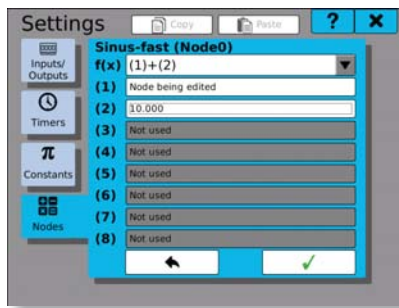 Settings
Copy
Paste
?
Inputs/
Outputs
Timers
π
Constants
Nodes
Sinus-fast (Node0)
f(x) (1)+(2)
(1) Node being edited
(2) 10.000
(3) Not used
(4) Not used
(5) Not used
(6) Not used
(7) Not used
(8) Not used